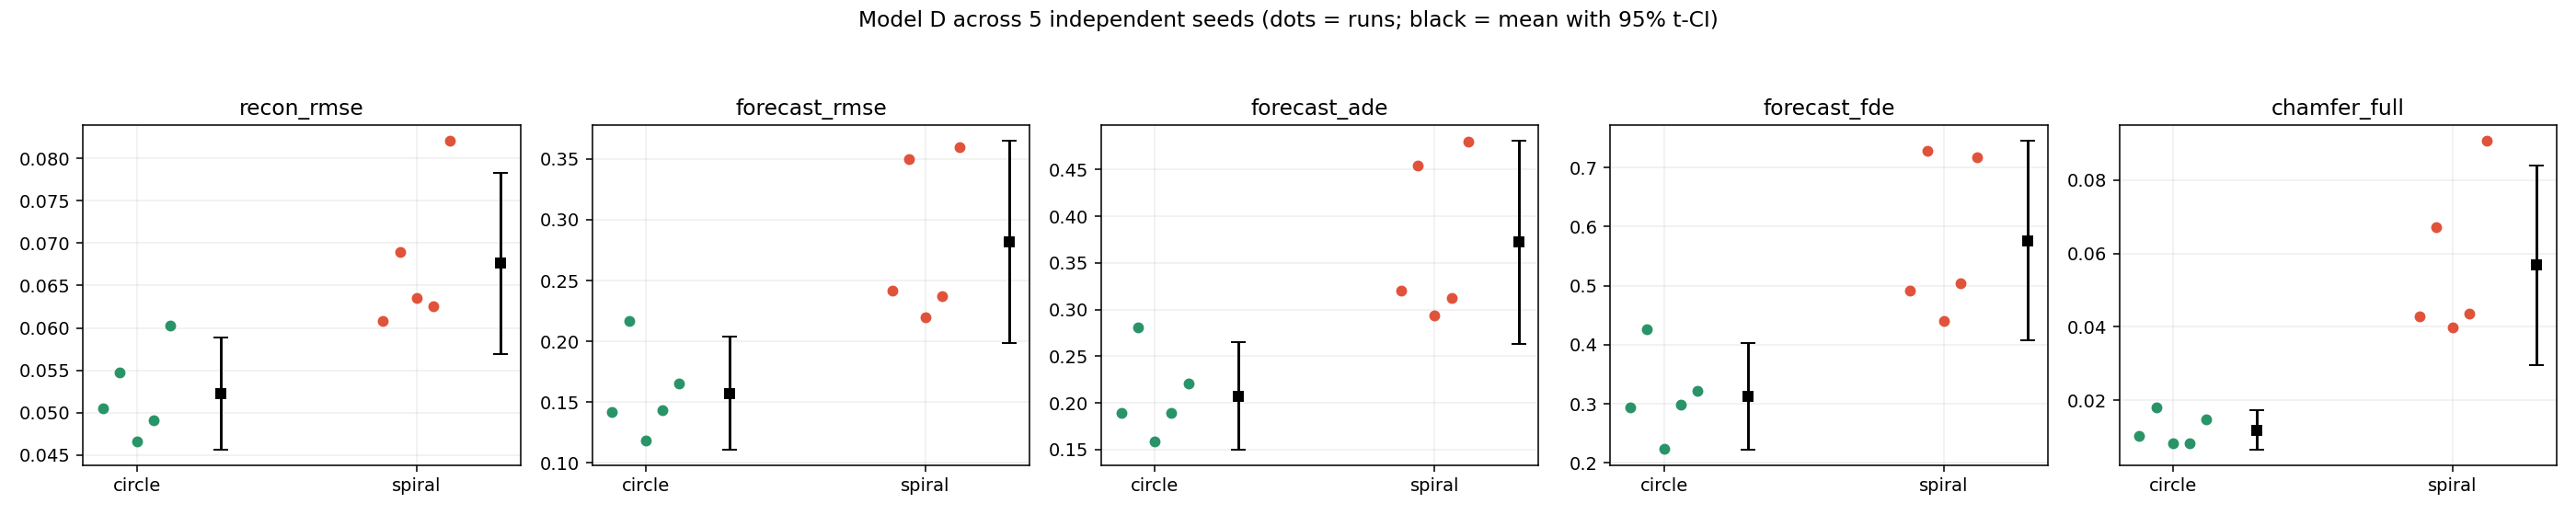 Model D across 5 independent seeds (dots = runs; black = mean with 95% t-CI)
recon_rmse
0.080
0.075
0.070
0.065
0.060
0.055
0.050
0.045
circle
spiral
forecast_rmse
0.35
0.30
0.25
0.20
0.15
0.10
circle
spiral
forecast_ade
0.45
0.40
0.35
0.30
0.25
0.20
0.15
circle
spiral
forecast_fde
0.7
0.6
0.5
0.4
0.3
0.2
circle
spiral
chamfer_full
0.08
0.06
0.04
0.02
circle
spiral